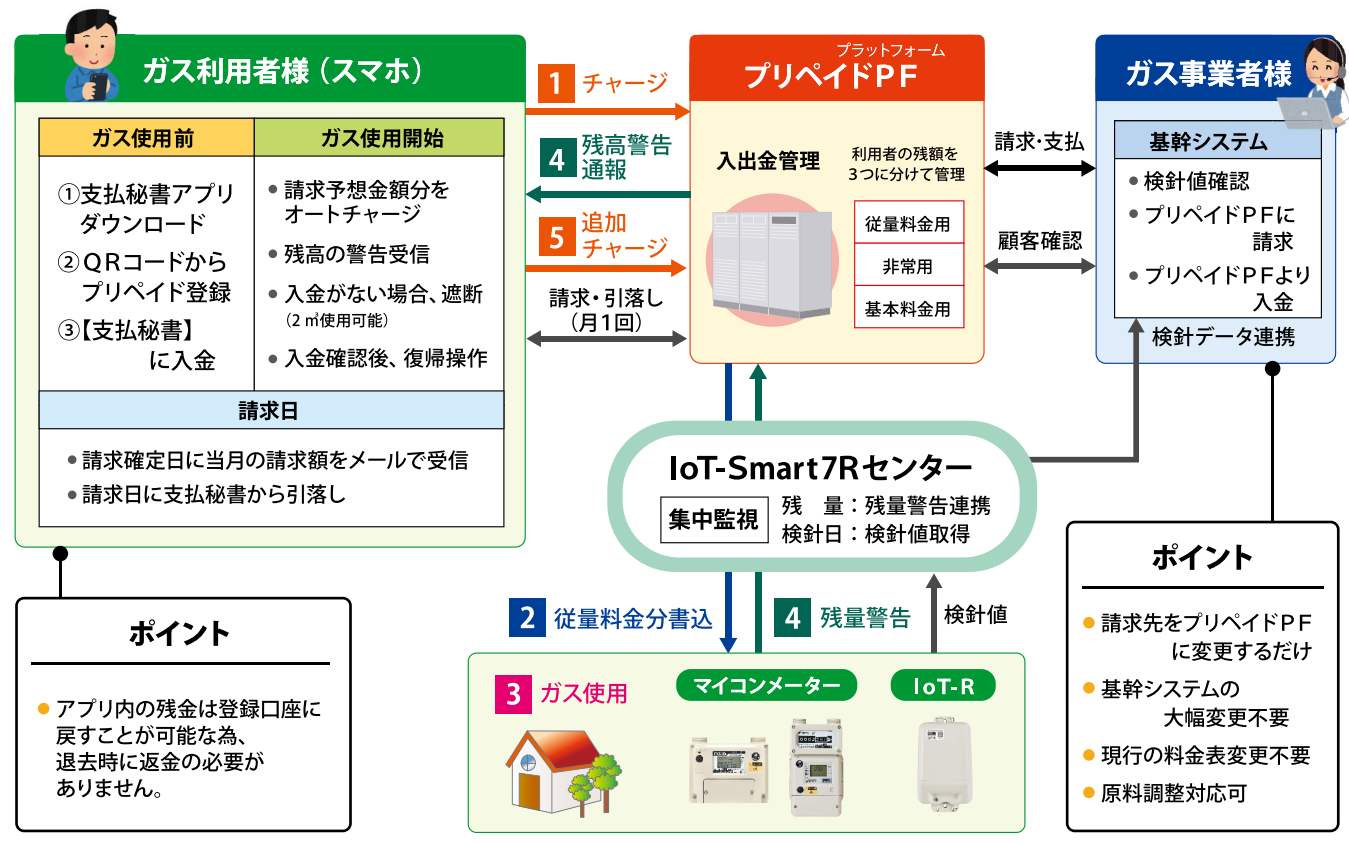 ガス利用者様（スマホ）
ガス使用前
①支払秘書アプリ
ダウンロード
②ＱＲコードから
プリペイド登録
③【支払秘書】
に入金
ガス使用開始
● 請求予想金額分を
オートチャージ
● 残高の警告受信
● 入金がない場合、遮断
（2 ㎥使用可能）
● 入金確認後、復帰操作
請求日
● 請求確定日に当月の請求額をメールで受信
● 請求日に支払秘書から引落し
1 チャージ
4 残高警告
通報
5 追加
チャージ
請求・引落し
（月1回）
プラットフォーム
プリペイドＰＦ
入出金管理
利用者の残額を
３つに分けて管理
従量料金用
非常用
基本料金用
請求・支払
顧客確認
ガス事業者様
基幹システム
● 検針値確認
● プリペイドＰＦに
請求
● プリペイドＰＦより
入金
検針データ連携
IoT-Smart7Rセンター
集中監視
残　量：残量警告連携
検針日：検針値取得
2 従量料金分書込
4 残量警告
検針値
3 ガス使用
マイコンメーター
IoT-R
ポイント
● アプリ内の残金は登録口座に
戻すことが可能な為、
退去時に返金の必要が
ありません。
ポイント
● 請求先をプリペイドＰＦ
に変更するだけ
● 基幹システムの
大幅変更不要
● 現行の料金表変更不要
● 原料調整対応可